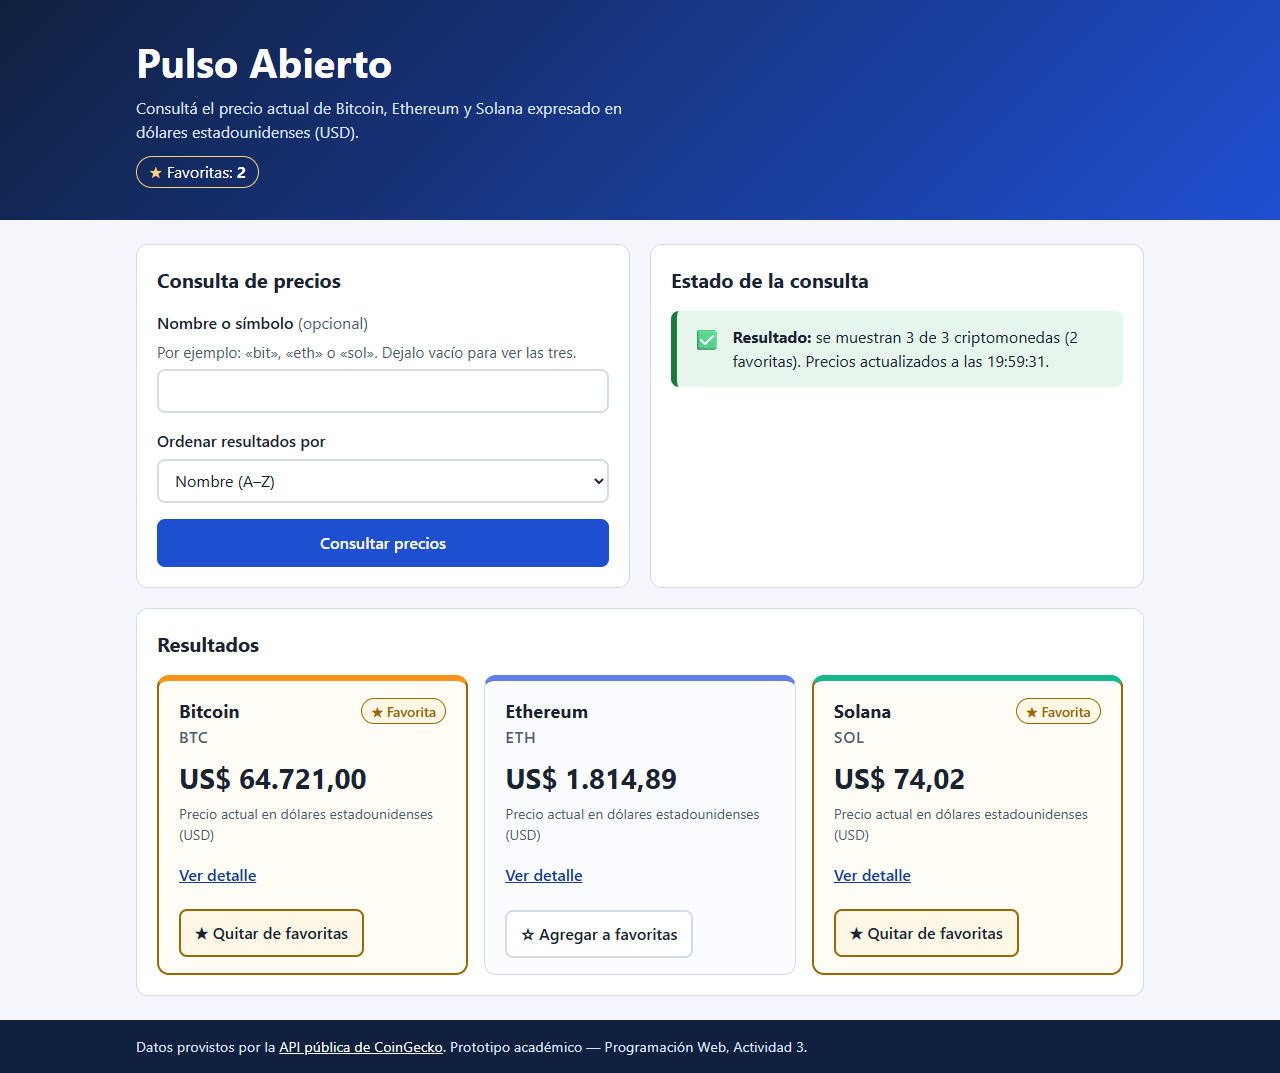 Pulso Abierto
Consultá el precio actual de Bitcoin, Ethereum y Solana expresado en
dólares estadounidenses (USD).
★ Favoritas: 2
Consulta de precios
Nombre o símbolo (opcional)
Por ejemplo: «bit», «eth» o «sol». Dejalo vacío para ver las tres.
Ordenar resultados por
Nombre (A–Z)
Consultar precios
Estado de la consulta
✅ Resultado: se muestran 3 de 3 criptomonedas (2
favoritas). Precios actualizados a las 19:59:31.
Resultados
Bitcoin
★ Favorita
BTC
US$ 64.721,00
Precio actual en dólares estadounidenses
(USD)
Ver detalle
★ Quitar de favoritas
Ethereum
ETH
US$ 1.814,89
Precio actual en dólares estadounidenses
(USD)
Ver detalle
☆ Agregar a favoritas
Solana
★ Favorita
SOL
US$ 74,02
Precio actual en dólares estadounidenses
(USD)
Ver detalle
★ Quitar de favoritas
Datos provistos por la API pública de CoinGecko. Prototipo académico — Programación Web, Actividad 3.